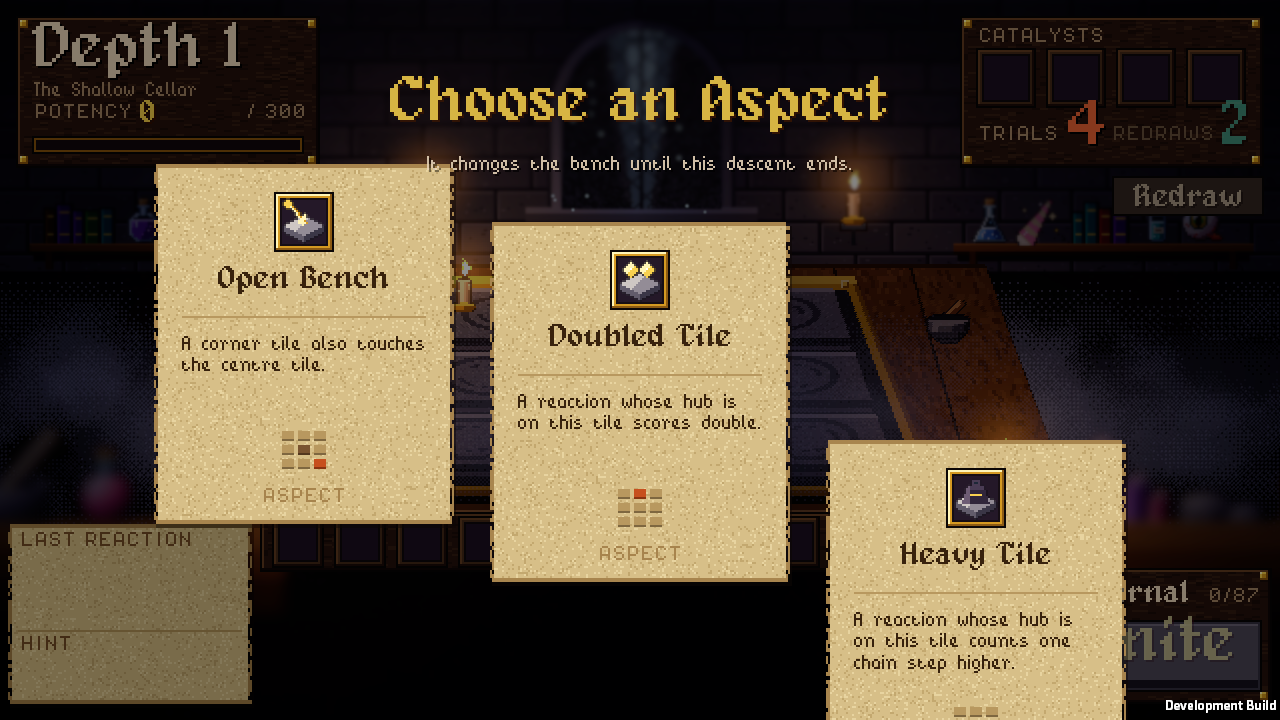 Depth 1
The Shallow Cellar
POTENCY 0 / 300
Choose an Aspect
It changes the bench until this descent ends.
CATALYSTS
TRIALS 4 REDRAWS 2
Redraw
Open Bench
A corner tile also touches
the centre tile.
ASPECT
Doubled Tile
A reaction whose hub is
on this tile scores double.
ASPECT
Heavy Tile
A reaction whose hub is
on this tile counts one
chain step higher.
LAST REACTION
HINT
0/87
Development Build